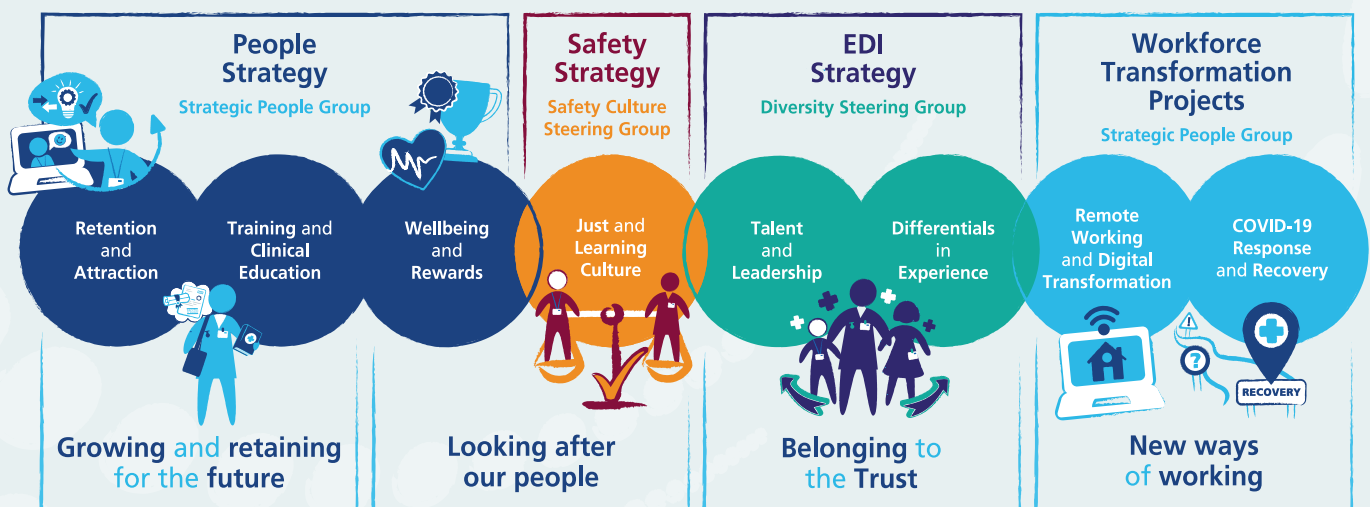 People
Strategy
Strategic People Group
Safety
Strategy
Safety Culture
Steering Group
EDI
Strategy
Diversity Steering Group
Workforce
Transformation
Projects
Strategic People Group
Retention
and
Attraction
Training and
Clinical
Education
Wellbeing
and
Rewards
Just and
Learning
Culture
Talent
and
Leadership
Differentials
in
Experience
Remote
Working
and Digital
Transformation
COVID-19
Response
and Recovery
!
?
RECOVERY
Growing and retaining
for the future
Looking after
our people
Belonging to
the Trust
New ways
of working